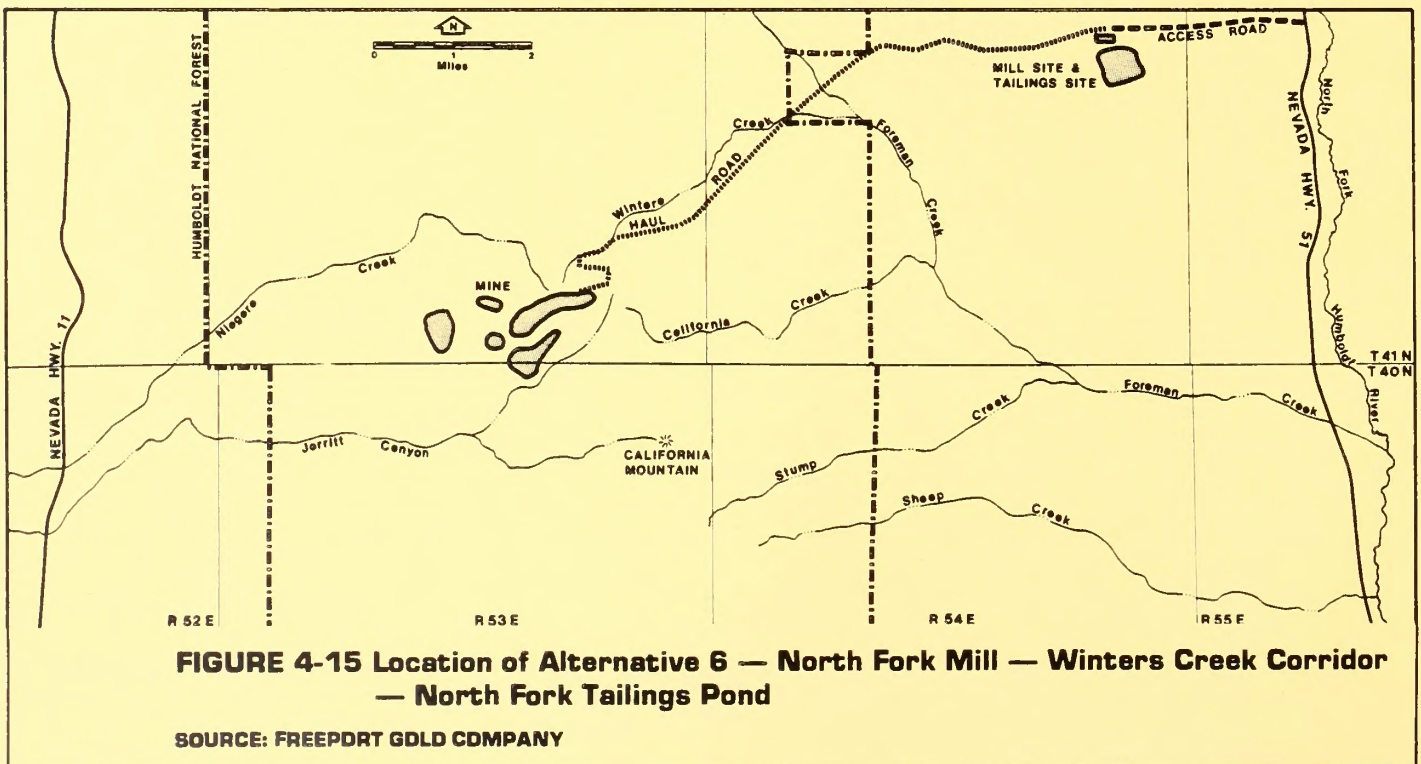 N
0 1 2
Miles
HUMBOLDT NATIONAL FOREST
ACCESS ROAD
MILL SITE &
TAILINGS SITE
North Fork Humboldt River
NEVADA HWY. 51
Creek
Foreman
Creek
Winters
HAUL ROAD
Creek
MINE
Niagara
Creek
California
NEVADA HWY. 11
T 41 N
T 40 N
Foreman
Creek
Creek
Jerritt Canyon
CALIFORNIA
MOUNTAIN
Stump
Sheep
Creek
R 52 E
R 53 E
R 54 E
R 55 E
FIGURE 4-15 Location of Alternative 6 — North Fork Mill — Winters Creek Corridor
— North Fork Tailings Pond
SOURCE: FREEPORT GOLD COMPANY